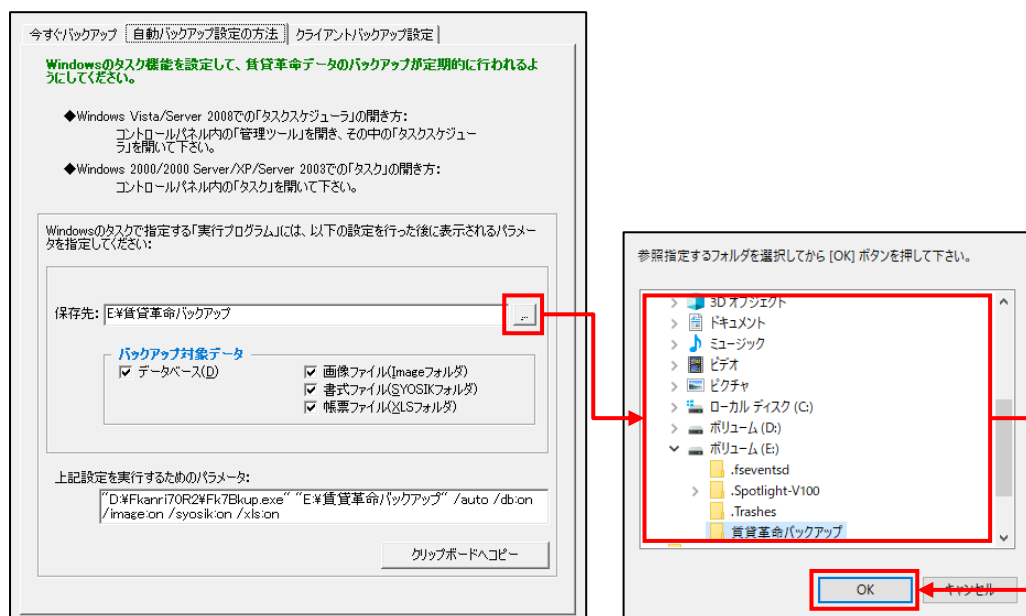 今すぐバックアップ
自動バックアップ設定の方法
クライアントバックアップ設定
Windowsのタスク機能を設定して、賃貸革命データのバックアップが定期的に行われるよ
うにしてください。
◆Windows Vista/Server 2008での「タスクスケジューラ」の開き方:
コントロールパネル内の「管理ツール」を開き、その中の「タスクスケジュー
ラ」を開いて下さい。
◆Windows 2000/2000 Server/XP/Server 2003での「タスク」の開き方:
コントロールパネル内の「タスク」を開いて下さい。
Windowsのタスクで指定する「実行プログラム」には、以下の設定を行った後に表示されるパラメー
タを指定してください:
保存先: E:¥賃貸革命バックアップ ...
バックアップ対象データ
データベース(D)
画像ファイル(Imageフォルダ)
書式ファイル(SYOSIKフォルダ)
帳票ファイル(XLSフォルダ)
上記設定を実行するためのパラメータ:
"D:¥Fkanri70R2¥Fk7Bkup.exe" "E:¥賃貸革命バックアップ" /auto /db:on
/image:on /syosik:on /xls:on
クリップボードへコピー
参照指定するフォルダを選択してから [OK] ボタンを押して下さい。
3D オブジェクト
ドキュメント
ミュージック
ビデオ
ピクチャ
ローカル ディスク (C:)
ボリューム (D:)
ボリューム (E:)
.fseventsd
.Spotlight-V100
.Trashes
賃貸革命バックアップ
OK
キャンセル